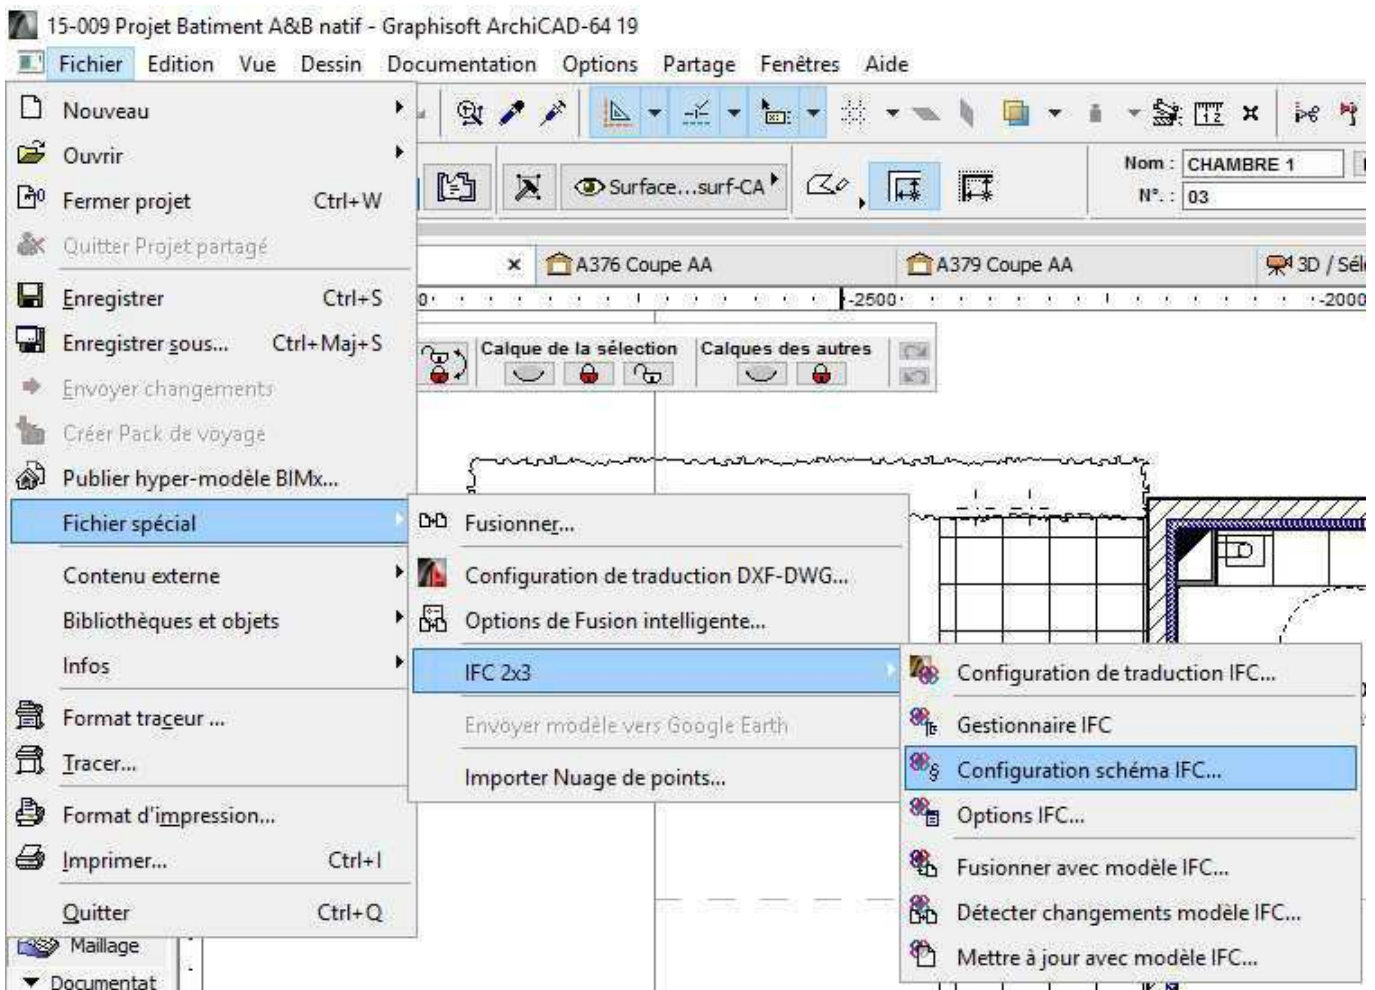 15-009 Projet Batiment A&B natif - Graphisoft ArchiCAD-64 19
Fichier Edition Vue Dessin Documentation Options Partage Fenêtres Aide
Nouveau
Ouvrir
Fermer projet Ctrl+W
Quitter Projet partagé
Enregistrer Ctrl+S
Enregistrer sous... Ctrl+Maj+S
Envoyer changements
Créer Pack de voyage
Publier hyper-modèle BIMx...
Fichier spécial
Contenu externe
Bibliothèques et objets
Infos
Format traceur ...
Tracer...
Format d'impression...
Imprimer... Ctrl+I
Quitter Ctrl+Q
Maillage
Documentat
Surface...surf-CA
Nom : CHAMBRE 1
N°. : 03
A376 Coupe AA
A379 Coupe AA
3D / Sél
-2500
-2000
Calque de la sélection Calques des autres
Fusionner...
Configuration de traduction DXF-DWG...
Options de Fusion intelligente...
IFC 2x3
Envoyer modèle vers Google Earth
Importer Nuage de points...
Configuration de traduction IFC...
Gestionnaire IFC
Configuration schéma IFC...
Options IFC...
Fusionner avec modèle IFC...
Détecter changements modèle IFC...
Mettre à jour avec modèle IFC...